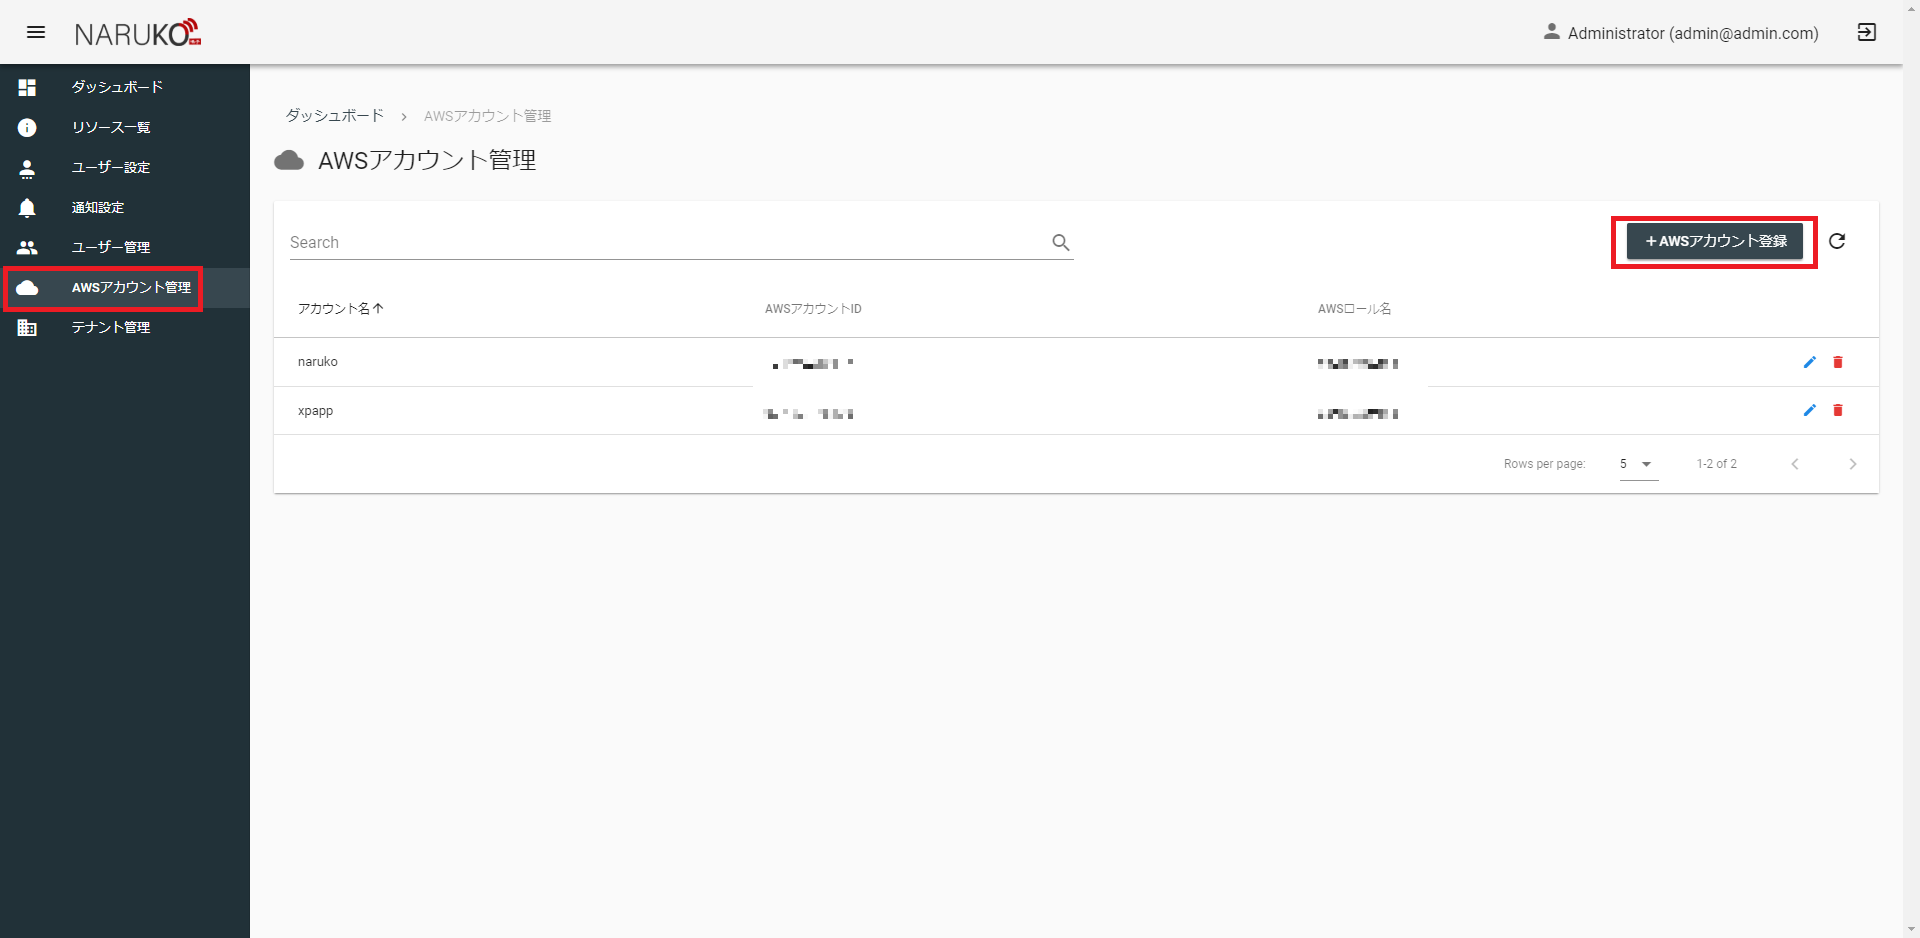 NARUKO
Administrator (admin@admin.com)
ダッシュボード
リソース一覧
ユーザー設定
通知設定
ユーザー管理
AWSアカウント管理
テナント管理
ダッシュボード > AWSアカウント管理
AWSアカウント管理
Search
+AWSアカウント登録
アカウント名↑ AWSアカウントID AWSロール名
naruko
xpapp
Rows per page: 5 1-2 of 2